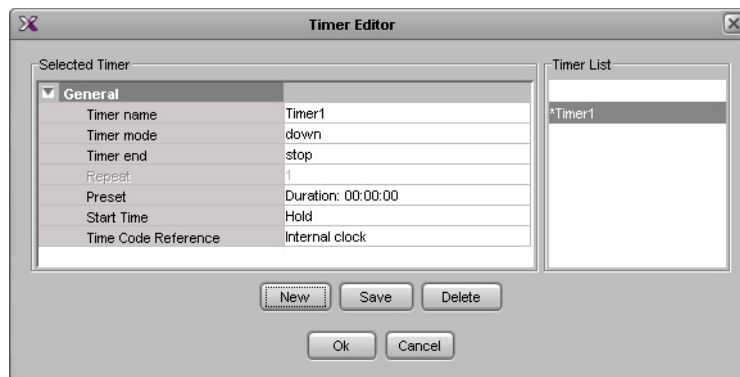 Timer Editor
Selected Timer
General
Timer name Timer1
Timer mode down
Timer end stop
Repeat 1
Preset Duration: 00:00:00
Start Time Hold
Time Code Reference Internal clock
Timer List
*Timer1
New Save Delete
Ok Cancel